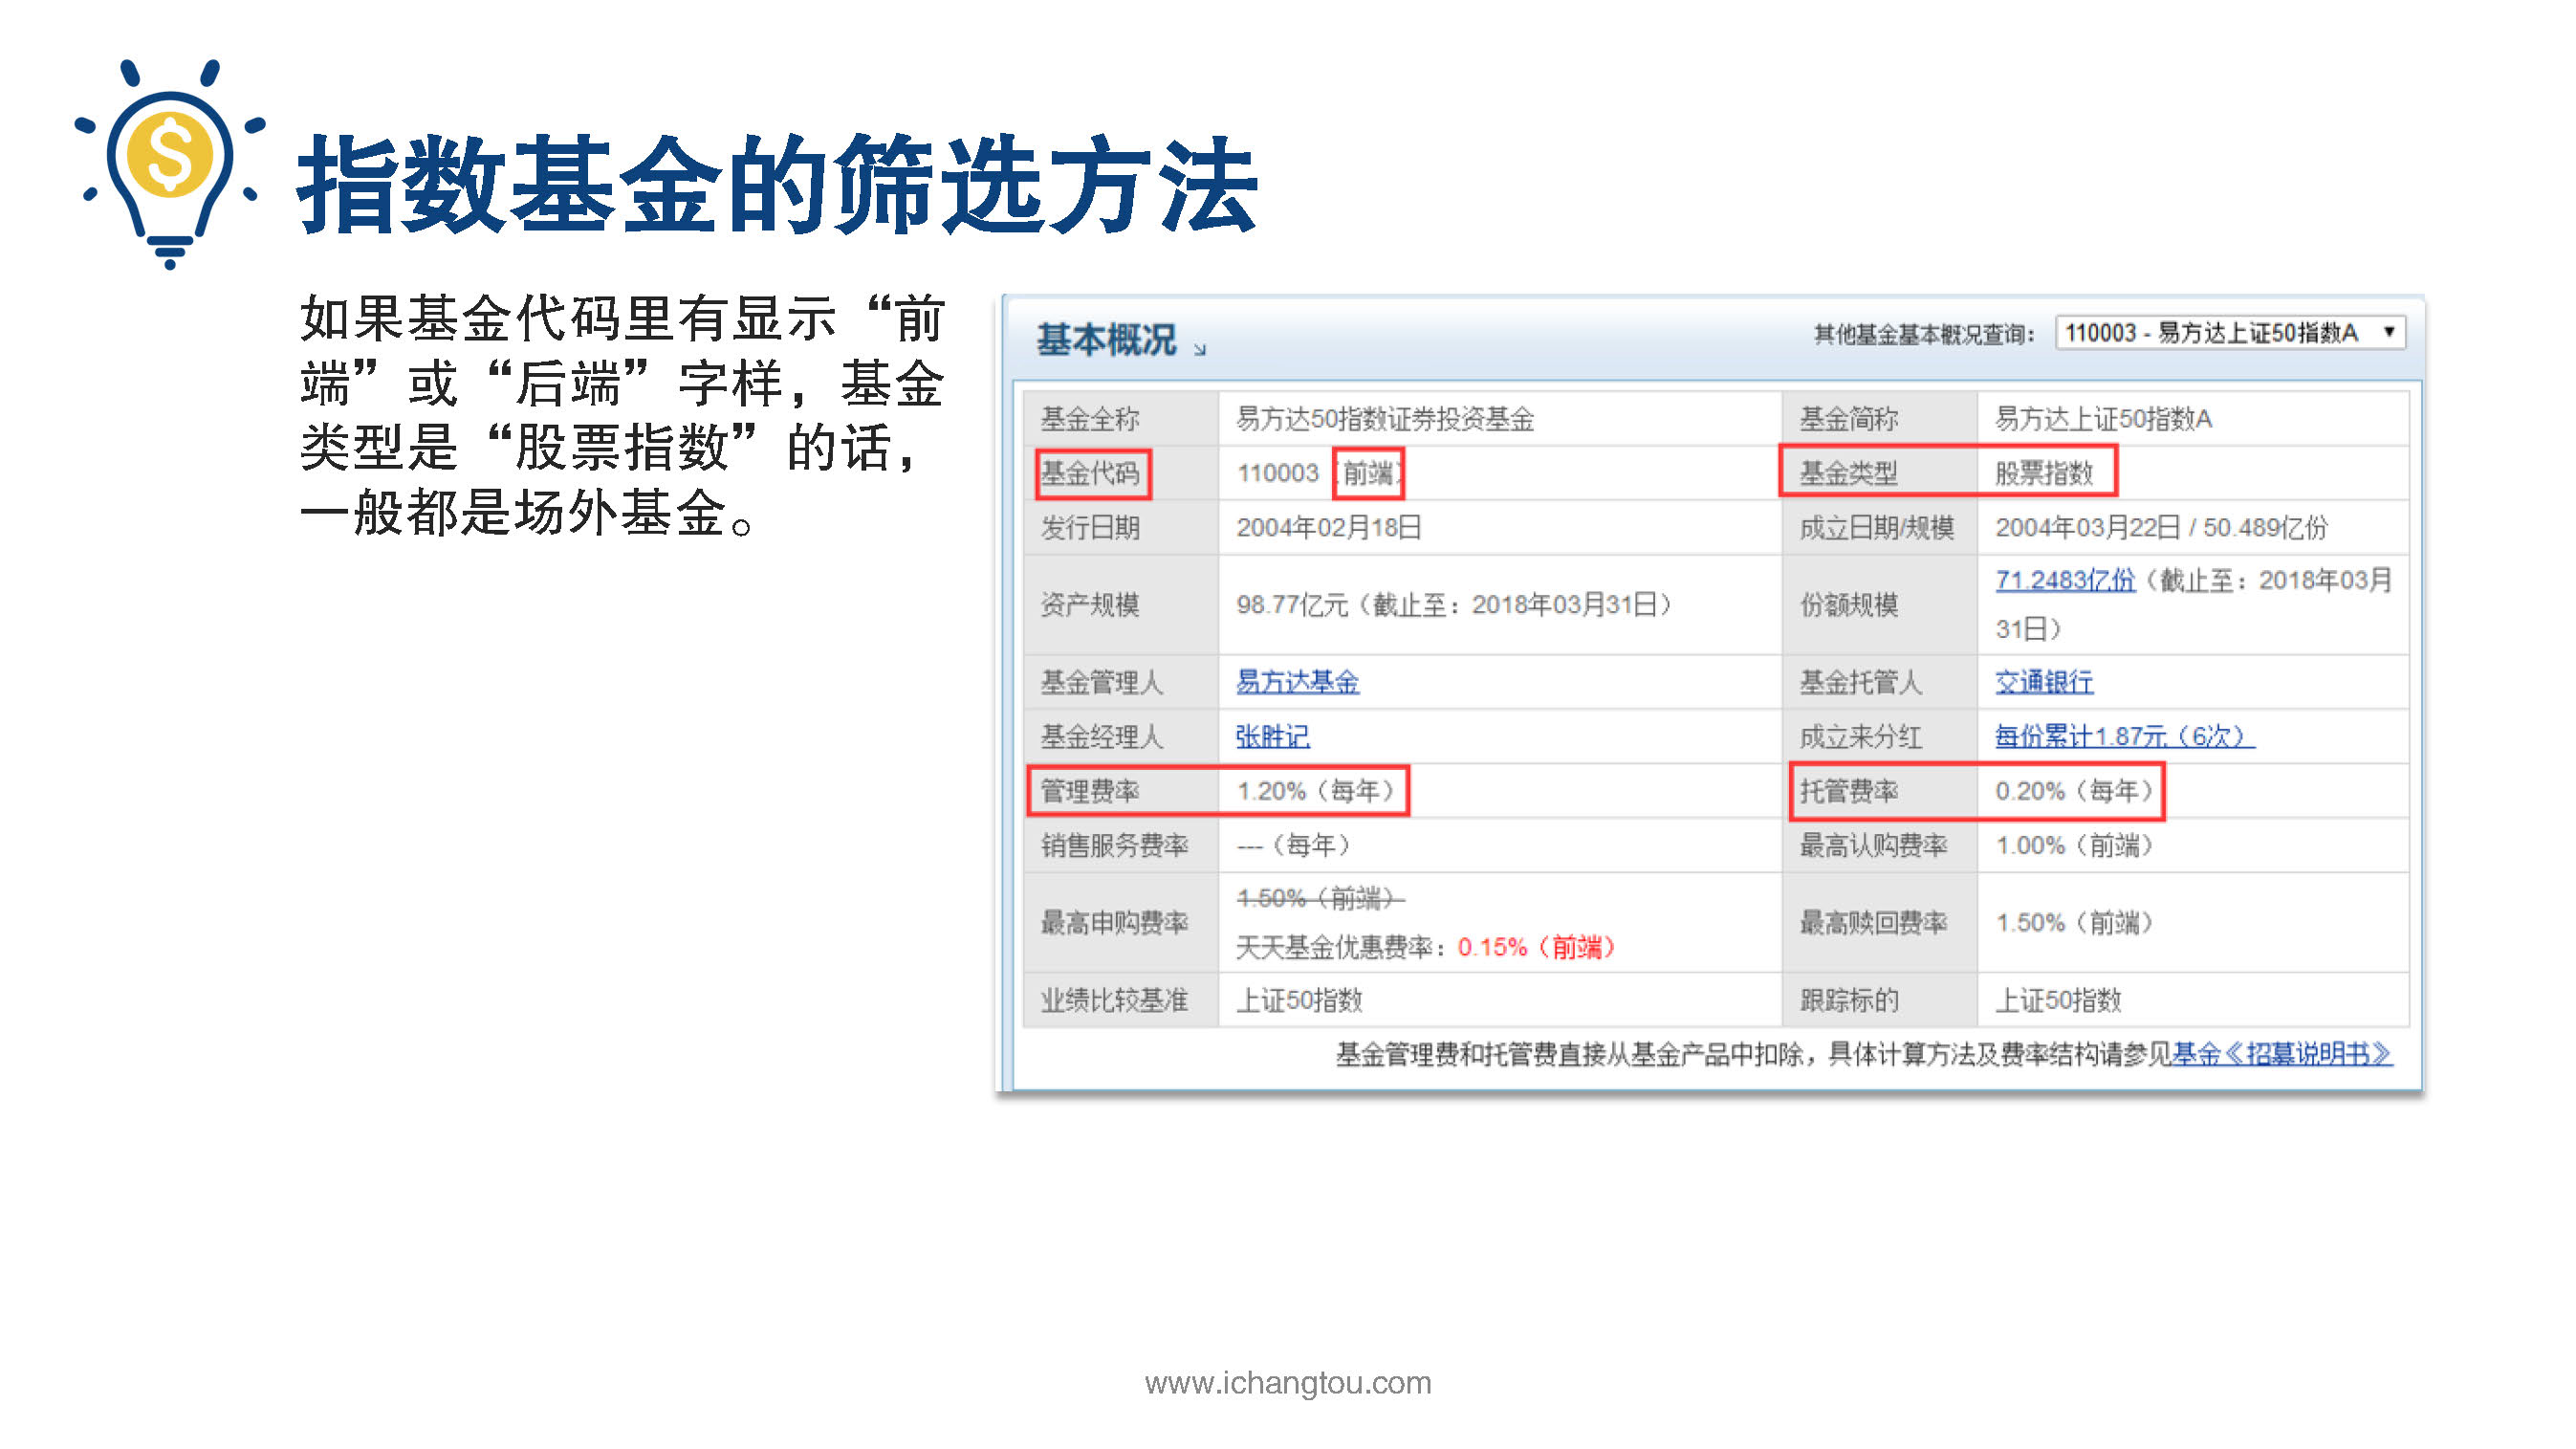 指数基金的筛选方法
如果基金代码里有显示“前
端”或“后端”字样，基金
类型是“股票指数”的话，
一般都是场外基金。
基本概况
其他基金基本概况查询： 110003 - 易方达上证50指数A
基金全称 易方达50指数证券投资基金 基金简称 易方达上证50指数A
基金代码 110003（前端） 基金类型 股票指数
发行日期 2004年02月18日 成立日期/规模 2004年03月22日 / 50.489亿份
资产规模 98.77亿元（截止至：2018年03月31日） 份额规模 71.2483亿份（截止至：2018年03月
31日）
基金管理人 易方达基金 基金托管人 交通银行
基金经理人 张胜记 成立来分红 每份累计1.87元（6次）
管理费率 1.20%（每年） 托管费率 0.20%（每年）
销售服务费率 ---（每年） 最高认购费率 1.00%（前端）
最高申购费率 1.50%（前端） 最高赎回费率 1.50%（前端）
天天基金优惠费率：0.15%（前端）
业绩比较基准 上证50指数 跟踪标的 上证50指数
基金管理费和托管费直接从基金产品中扣除，具体计算方法及费率结构请参见基金《招募说明书》
www.ichangtou.com